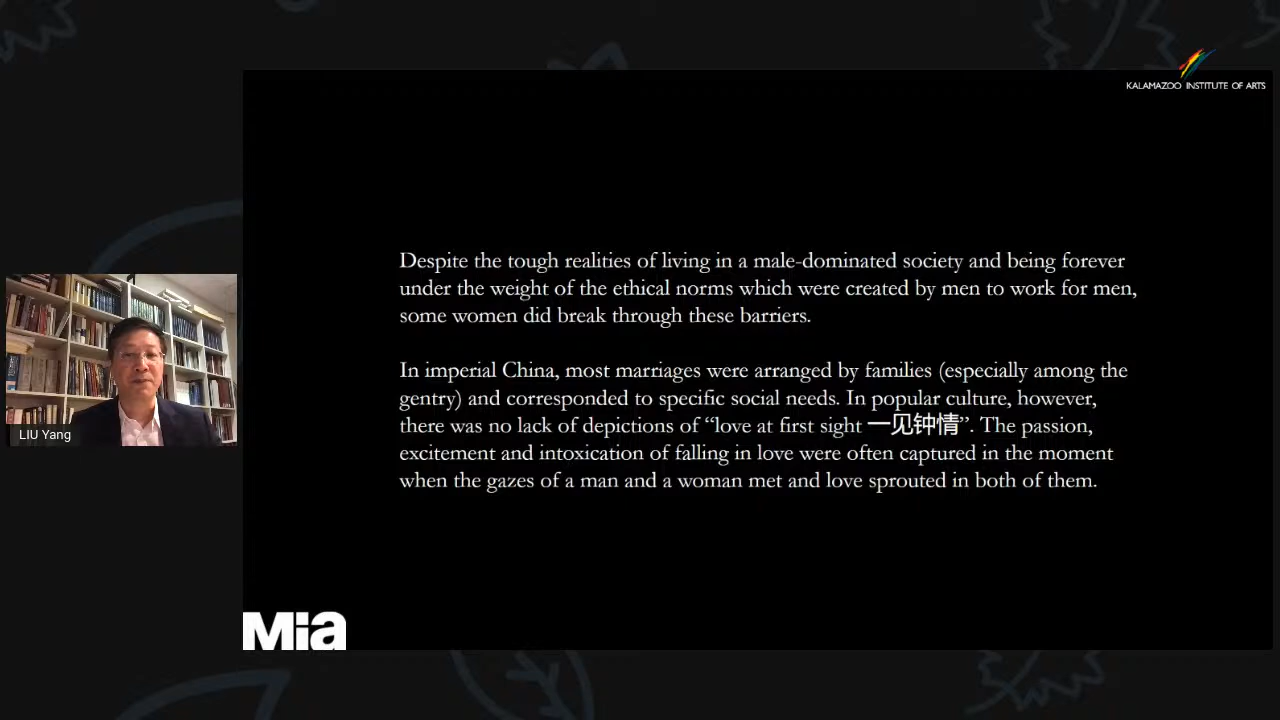 KALAMAZOO INSTITUTE OF ARTS
Despite the tough realities of living in a male-dominated society and being forever
under the weight of the ethical norms which were created by men to work for men,
some women did break through these barriers.
In imperial China, most marriages were arranged by families (especially among the
gentry) and corresponded to specific social needs. In popular culture, however,
there was no lack of depictions of “love at first sight 一见钟情”. The passion,
excitement and intoxication of falling in love were often captured in the moment
when the gazes of a man and a woman met and love sprouted in both of them.
LIU Yang
Mia